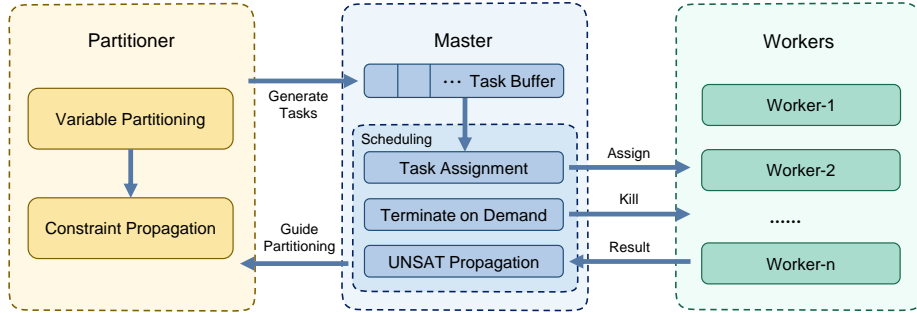 Partitioner
Variable Partitioning
Constraint Propagation
Generate
Tasks
Guide
Partitioning
Master
... Task Buffer
Scheduling
Task Assignment
Terminate on Demand
UNSAT Propagation
Assign
Kill
Result
Workers
Worker-1
Worker-2
......
Worker-n